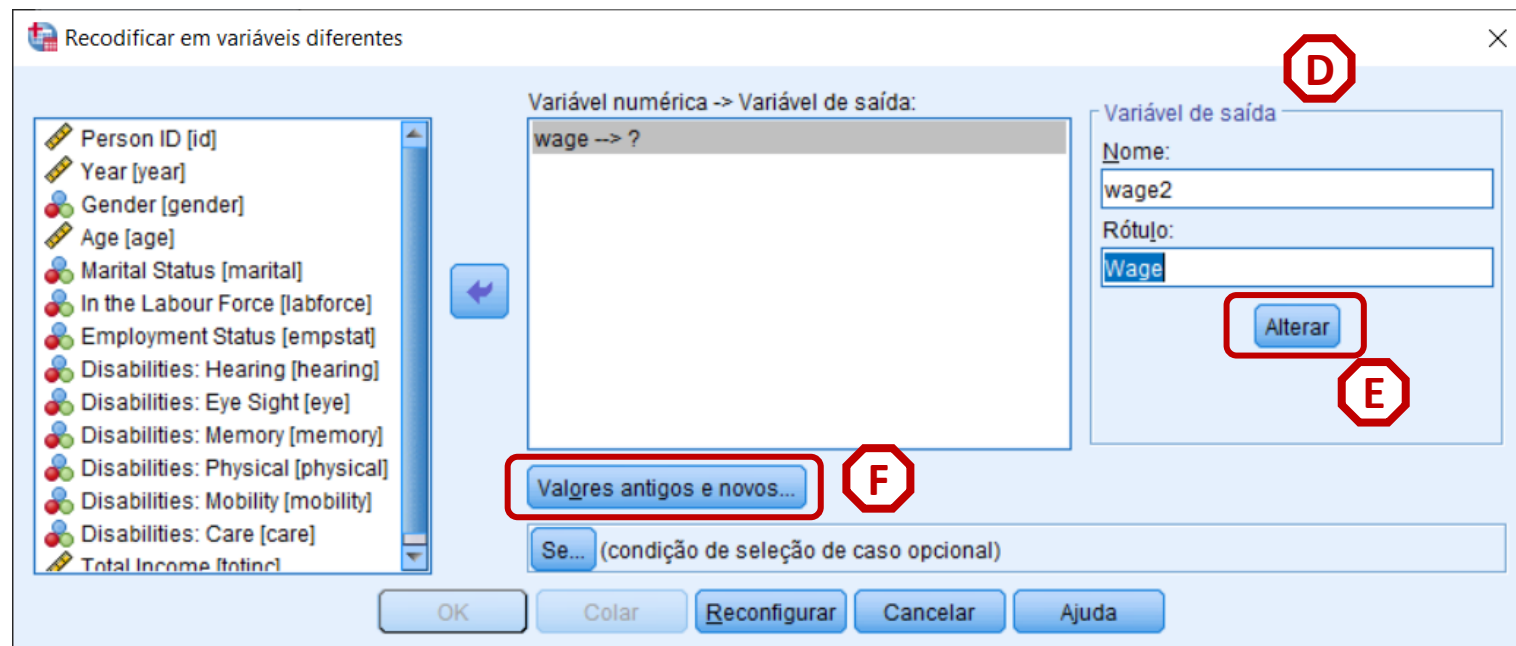 Recodificar em variáveis diferentes
D
Variável numérica -> Variável de saída:
Person ID [id]
Year [year]
Gender [gender]
Age [age]
Marital Status [marital]
In the Labour Force [labforce]
Employment Status [empstat]
Disabilities: Hearing [hearing]
Disabilities: Eye Sight [eye]
Disabilities: Memory [memory]
Disabilities: Physical [physical]
Disabilities: Mobility [mobility]
Disabilities: Care [care]
Total Income [totinc]
wage --> ?
Variável de saída
Nome:
wage2
Rótulo:
Wage
Alterar
E
Valores antigos e novos...
F
Se... (condição de seleção de caso opcional)
OK Colar Reconfigurar Cancelar Ajuda